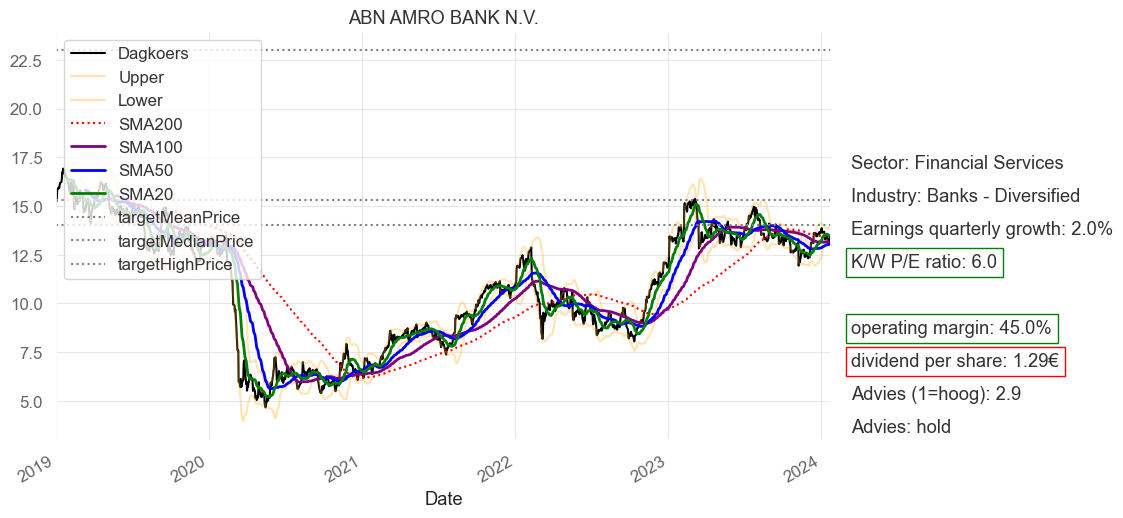 ABN AMRO BANK N.V.
Dagkoers
Upper
Lower
SMA200
SMA100
SMA50
SMA20
targetMeanPrice
targetMedianPrice
targetHighPrice
22.5
20.0
17.5
15.0
12.5
10.0
7.5
5.0
2019
2020
2021
2022
2023
2024
Date
Sector: Financial Services
Industry: Banks - Diversified
Earnings quarterly growth: 2.0%
K/W P/E ratio: 6.0
operating margin: 45.0%
dividend per share: 1.29€
Advies (1=hoog): 2.9
Advies: hold